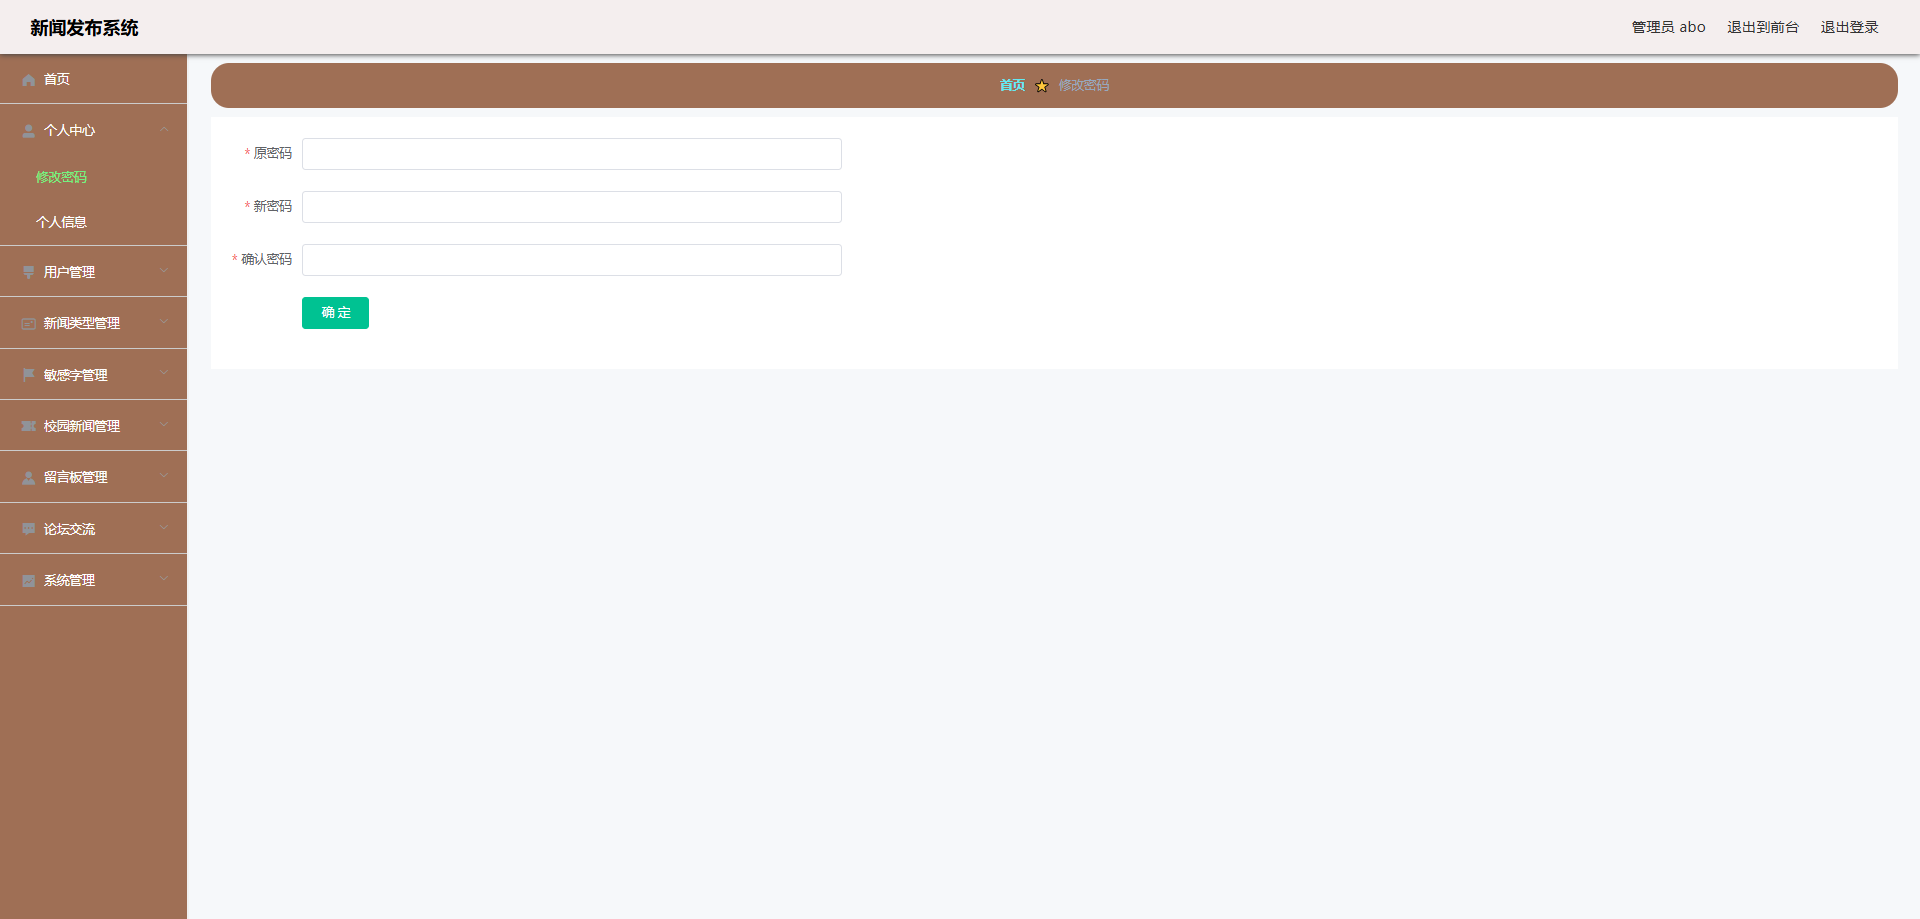 新闻发布系统
管理员 abo 退出到前台 退出登录
首页
个人中心
修改密码
个人信息
用户管理
新闻类型管理
敏感字管理
校园新闻管理
留言板管理
论坛交流
系统管理
首页 修改密码
* 原密码
* 新密码
* 确认密码
确 定